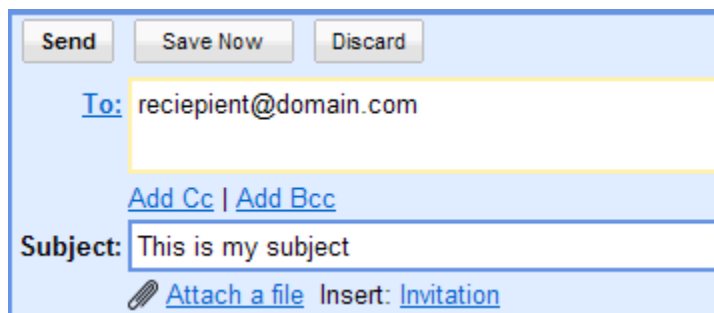 Send Save Now Discard
To: reciepient@domain.com
Add Cc | Add Bcc
Subject: This is my subject
Attach a file Insert: Invitation